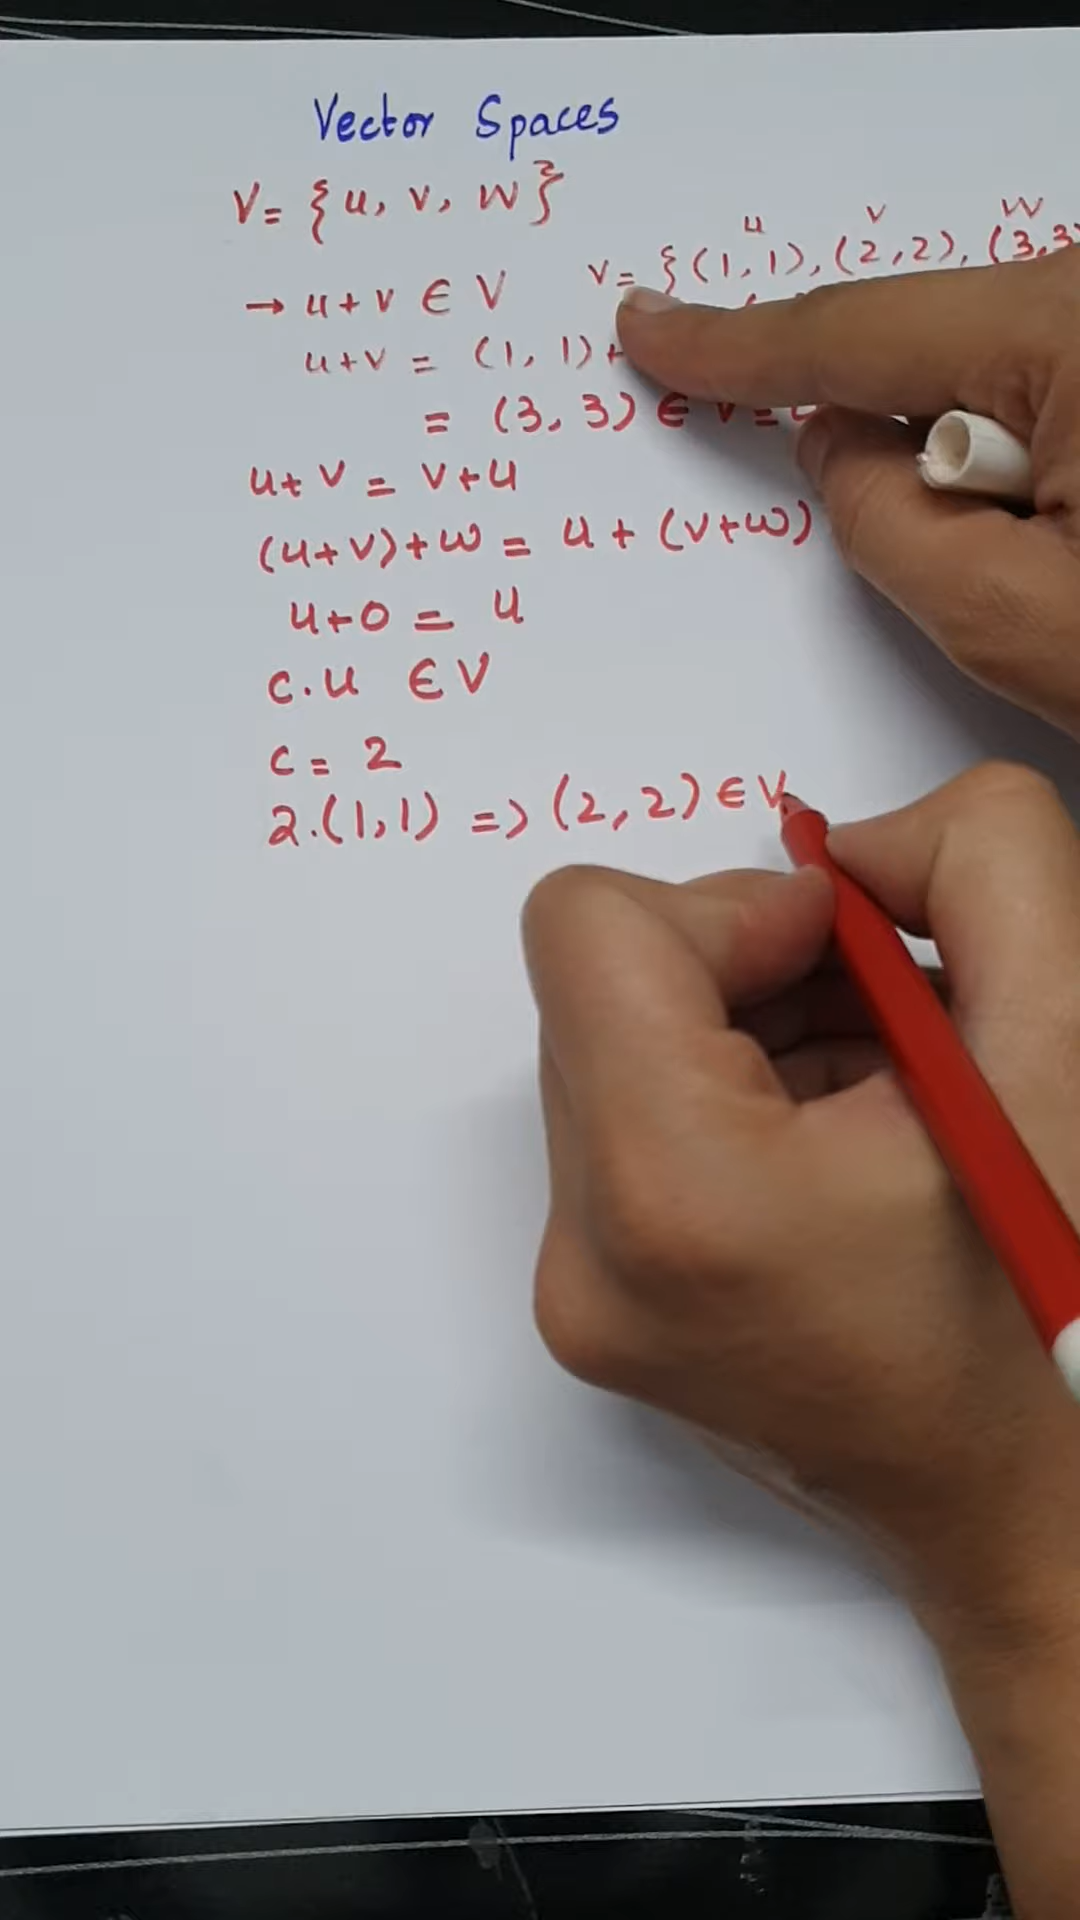 Vector Spaces
V = {u, v, w}
u v w
→ u + v ∈ V
V = {(1, 1), (2, 2), (3,3)
u+v = (1, 1) +
= (3, 3) ∈ V =
u + v = v + u
(u+v)+w = u + (v+w)
u+0 = u
c.u ∈ V
c = 2
2.(1,1) => (2, 2) ∈ V